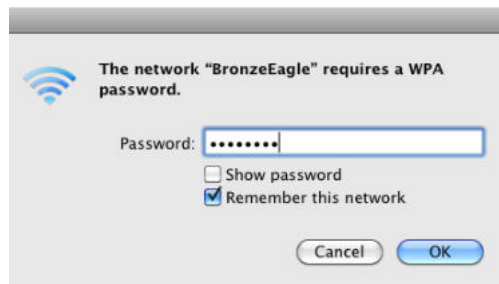 The network “BronzeEagle” requires a WPA
password.
Password: ••••••••
Show password
Remember this network
Cancel OK